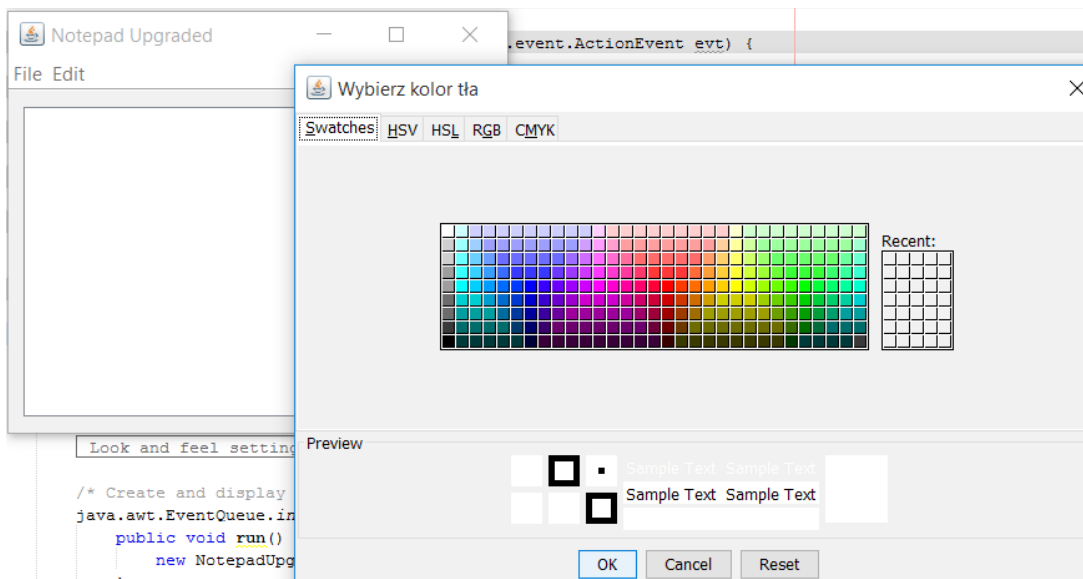 Notepad Upgraded
.event.ActionEvent evt) {
File Edit
Wybierz kolor tła
Swatches HSV HSL RGB CMYK
Recent:
Look and feel setting
Preview
Sample Text Sample Text
Sample Text Sample Text
/* Create and display
java.awt.EventQueue.in
public void run()
new NotepadUpg
OK Cancel Reset